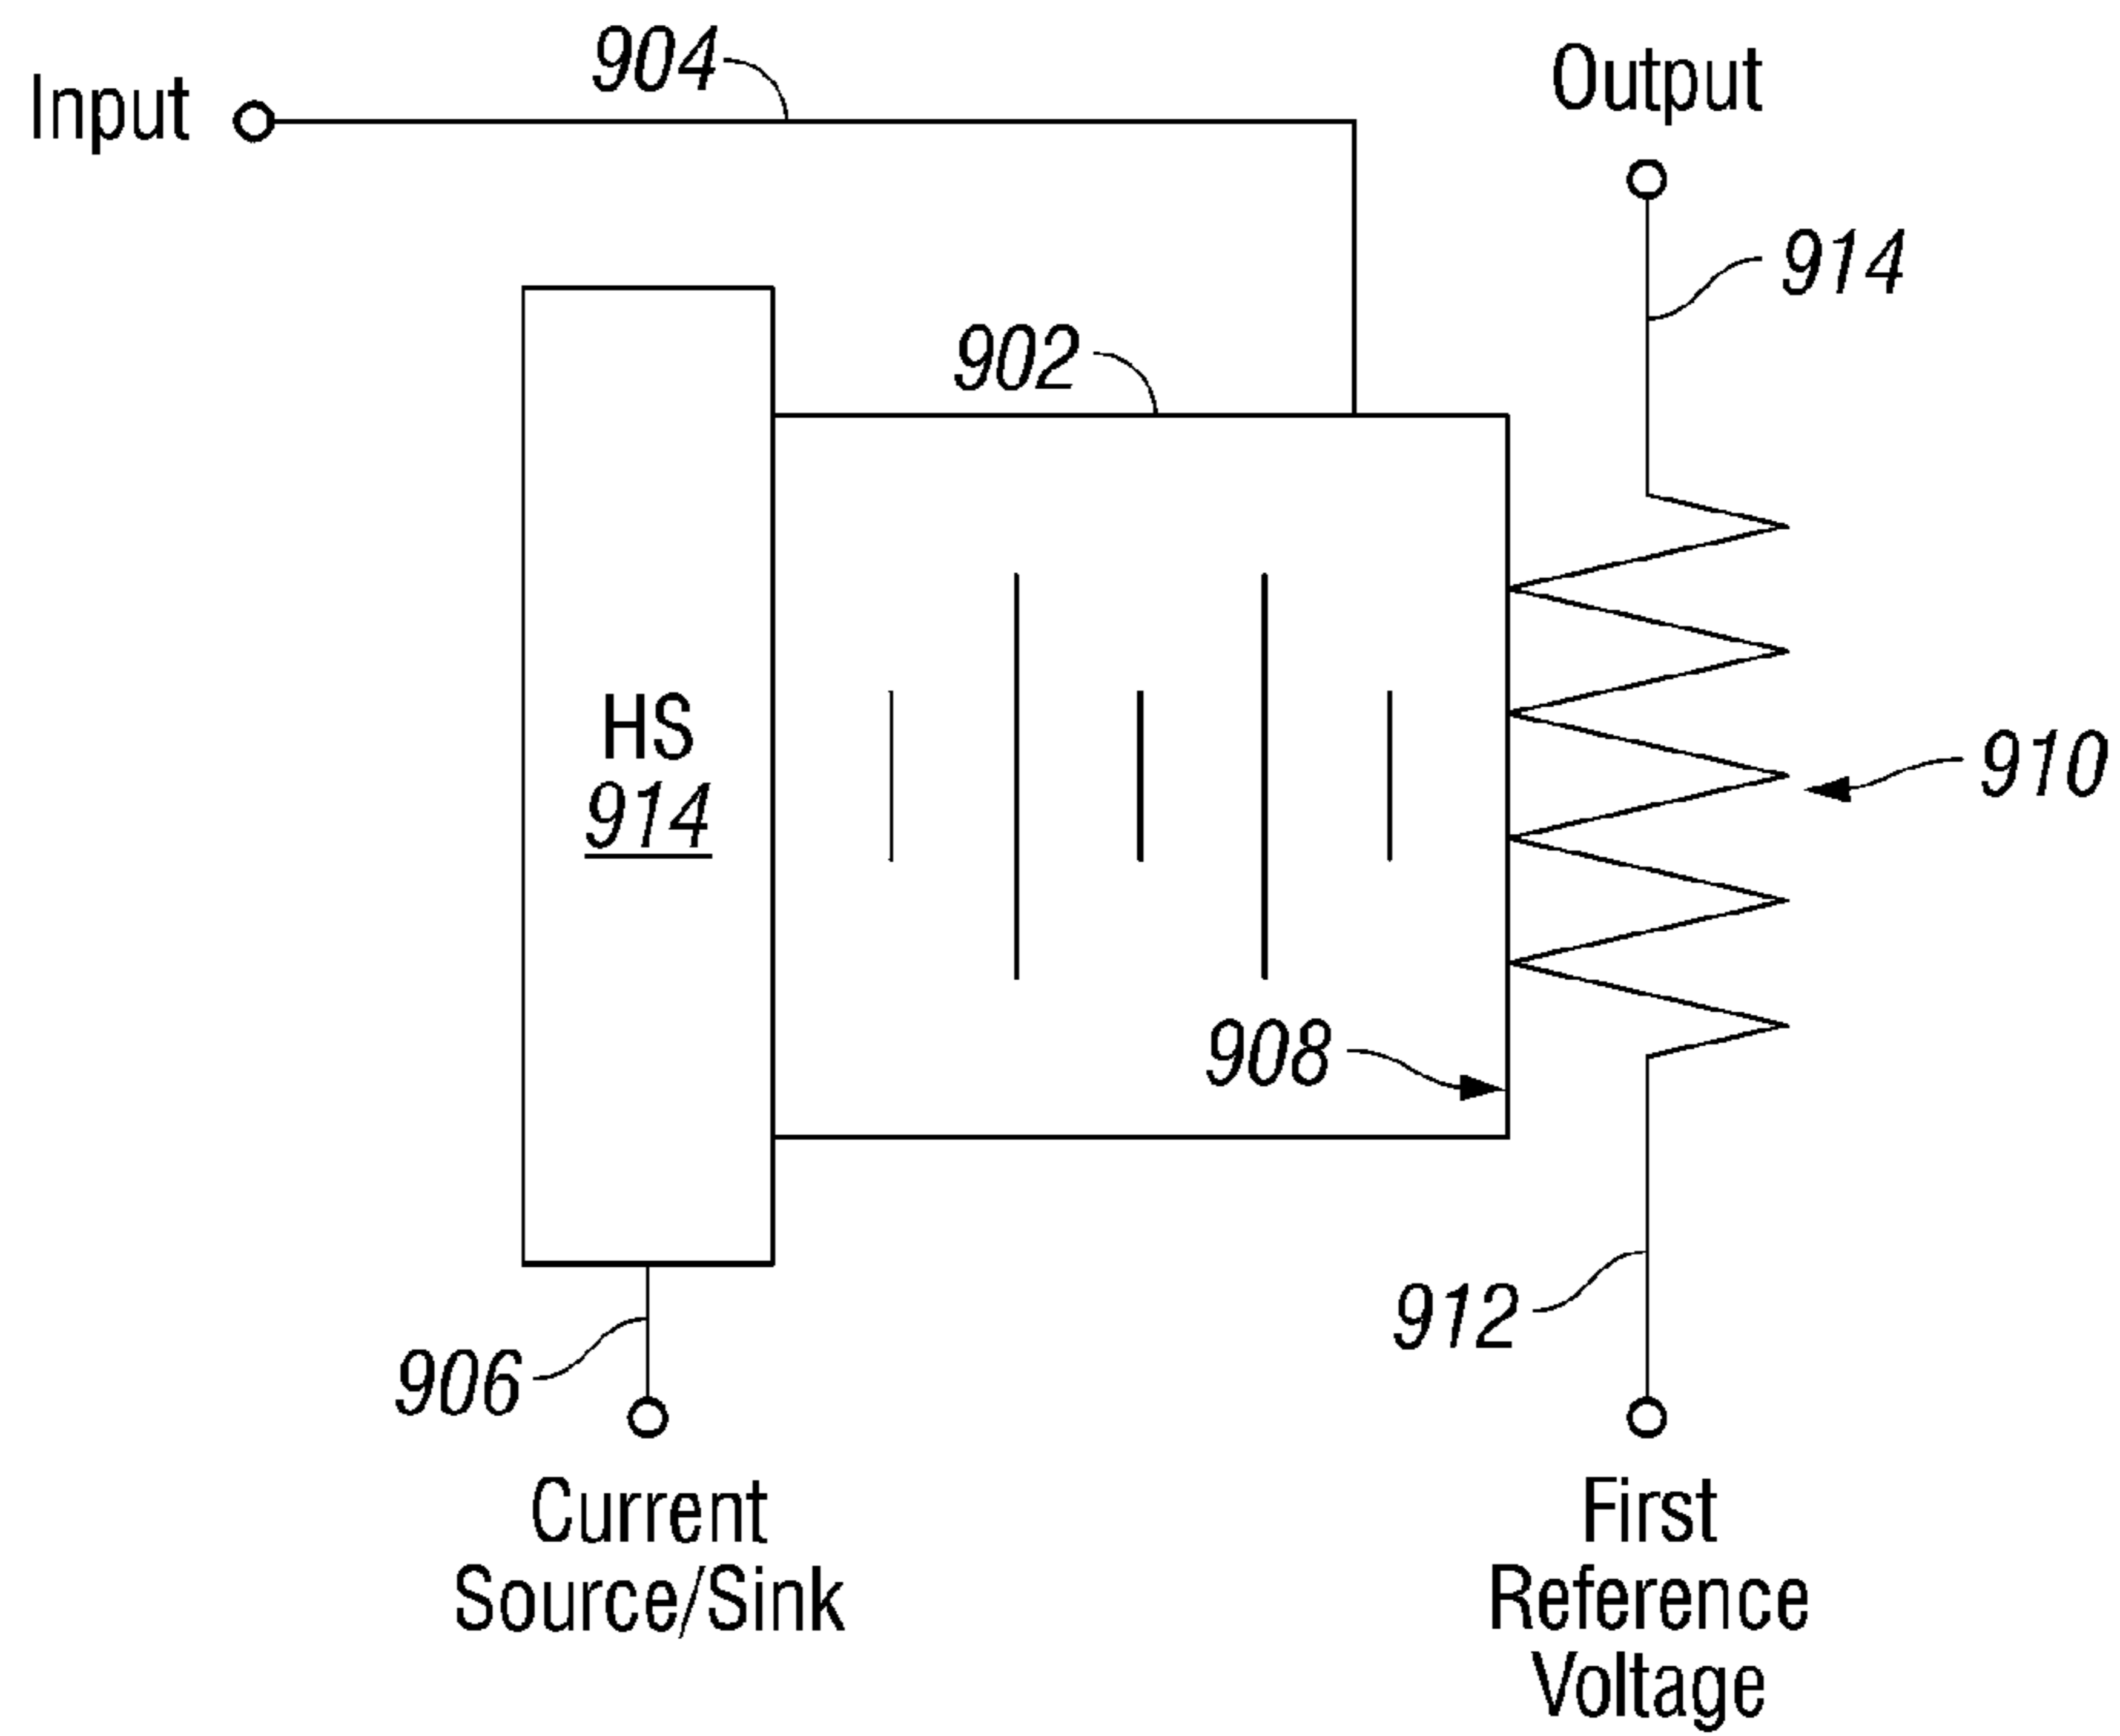 904
Input
Output
914
902
HS
914
910
908
912
906
Current
Source/Sink
First
Reference
Voltage